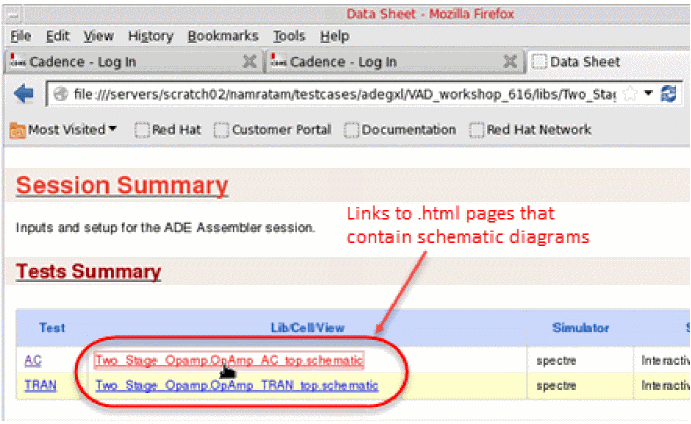 Data Sheet - Mozilla Firefox
File Edit View History Bookmarks Tools Help
Cadence - Log In Cadence - Log In Data Sheet
file:///servers/scratch02/namratam/testcases/adegxl/VAD_workshop_616/libs/Two_Stag
Most Visited Red Hat Customer Portal Documentation Red Hat Network
Session Summary
Links to .html pages that
contain schematic diagrams
Inputs and setup for the ADE Assembler session.
Tests Summary
Test Lib/Cell/View Simulator S
AC Two_Stage_Opamp.OpAmp_AC_top.schematic spectre Interactiv
TRAN Two_Stage_Opamp.OpAmp_TRAN_top.schematic spectre Interactiv